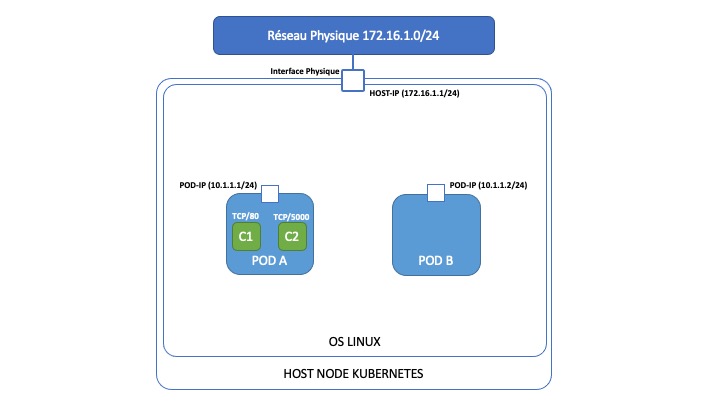 Réseau Physique 172.16.1.0/24
Interface Physique
HOST-IP (172.16.1.1/24)
POD-IP (10.1.1.1/24)
POD-IP (10.1.1.2/24)
TCP/80
TCP/5000
C1
C2
POD A
POD B
OS LINUX
HOST NODE KUBERNETES